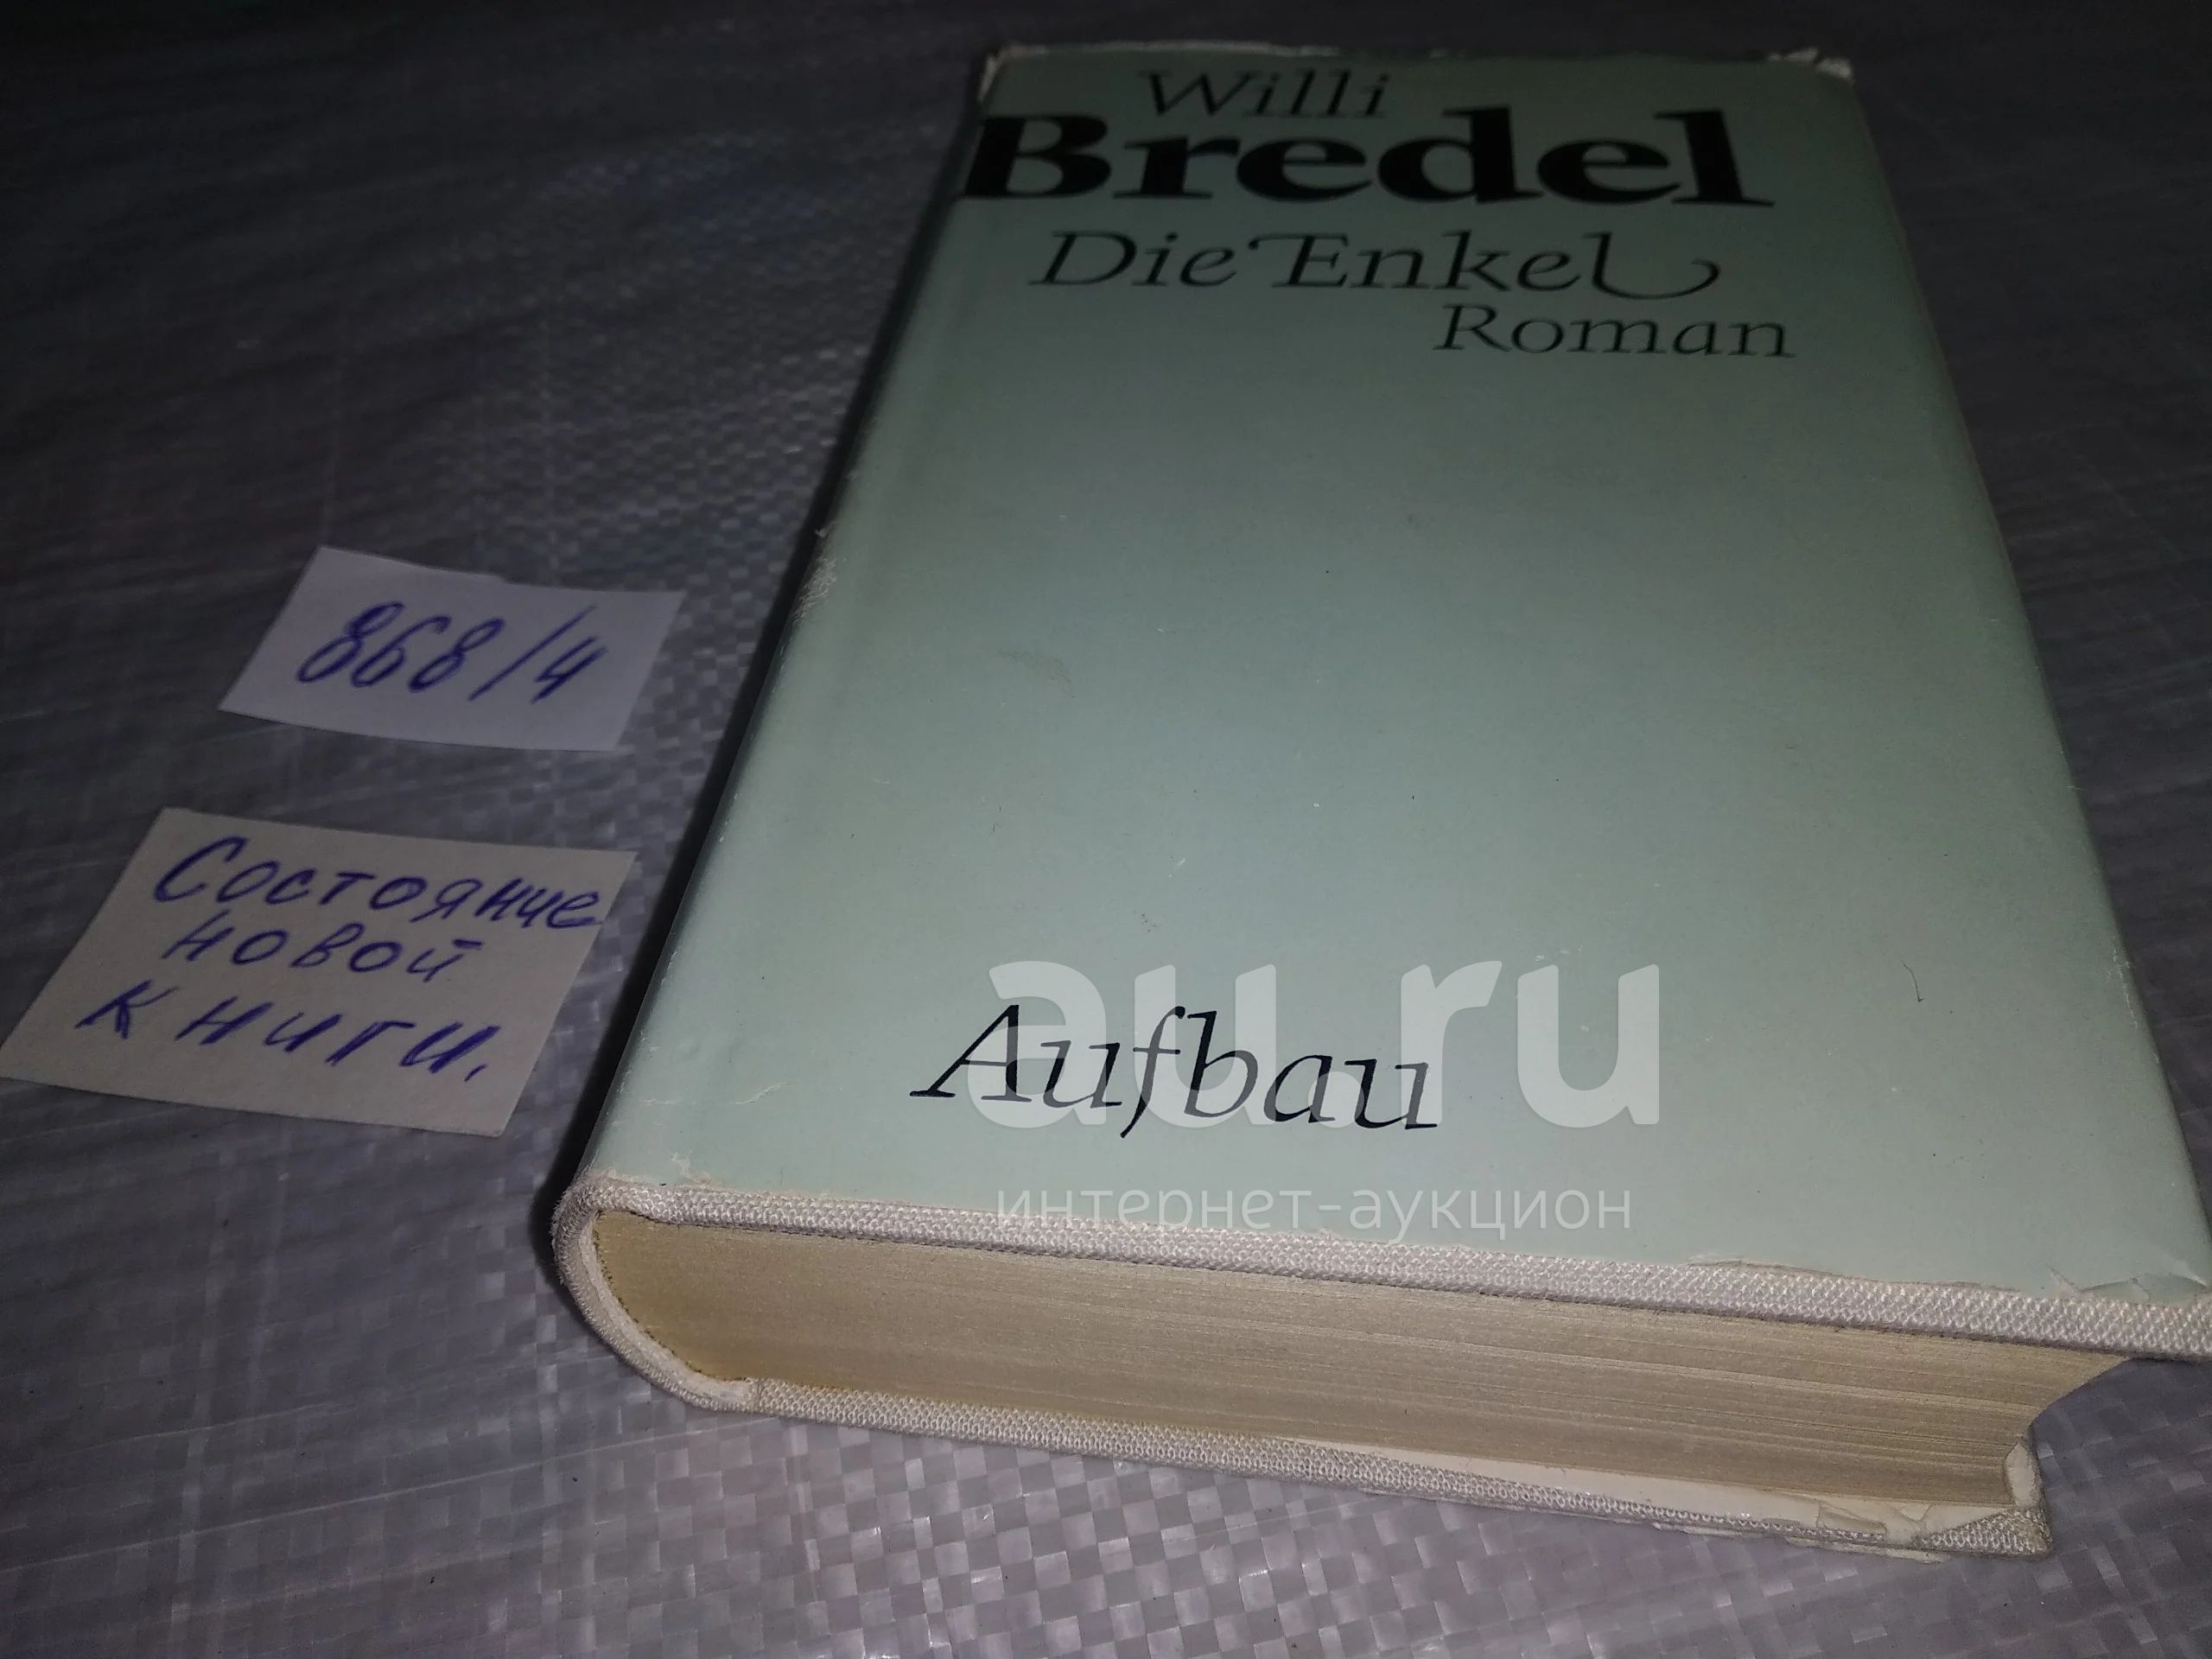 Willi
Bredel
Die Enkel
Roman
868/4
Состояние
новой
книги.
Aufbau
au.ru
интернет-аукцион